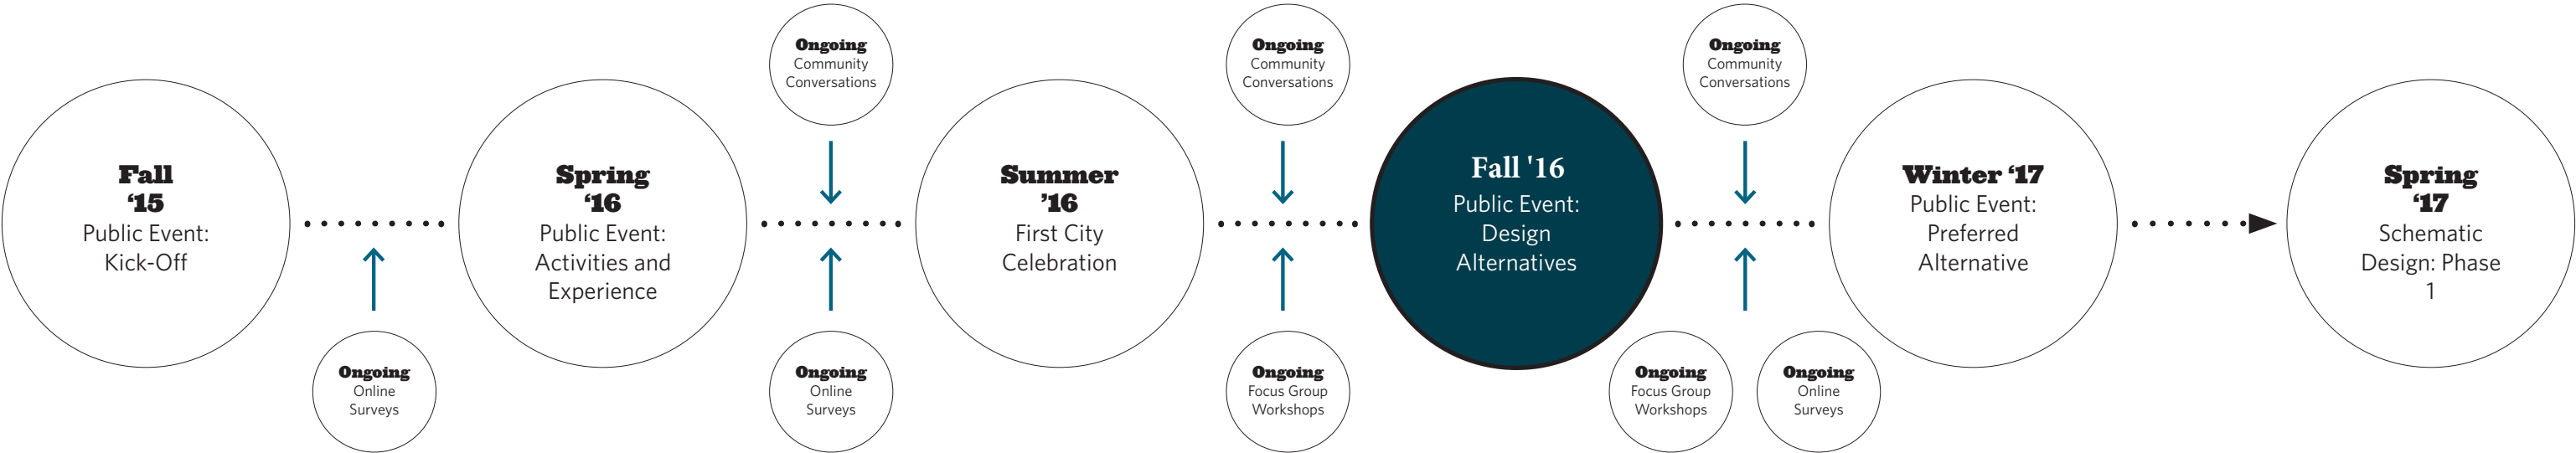 Fall
‘15
Public Event:
Kick-Off
Ongoing
Online
Surveys
Spring
‘16
Public Event:
Activities and
Experience
Ongoing
Community
Conversations
Ongoing
Online
Surveys
Summer
’16
First City
Celebration
Ongoing
Community
Conversations
Ongoing
Focus Group
Workshops
Fall '16
Public Event:
Design
Alternatives
Ongoing
Community
Conversations
Ongoing
Focus Group
Workshops
Ongoing
Online
Surveys
Winter ‘17
Public Event:
Preferred
Alternative
Spring
‘17
Schematic
Design: Phase
1